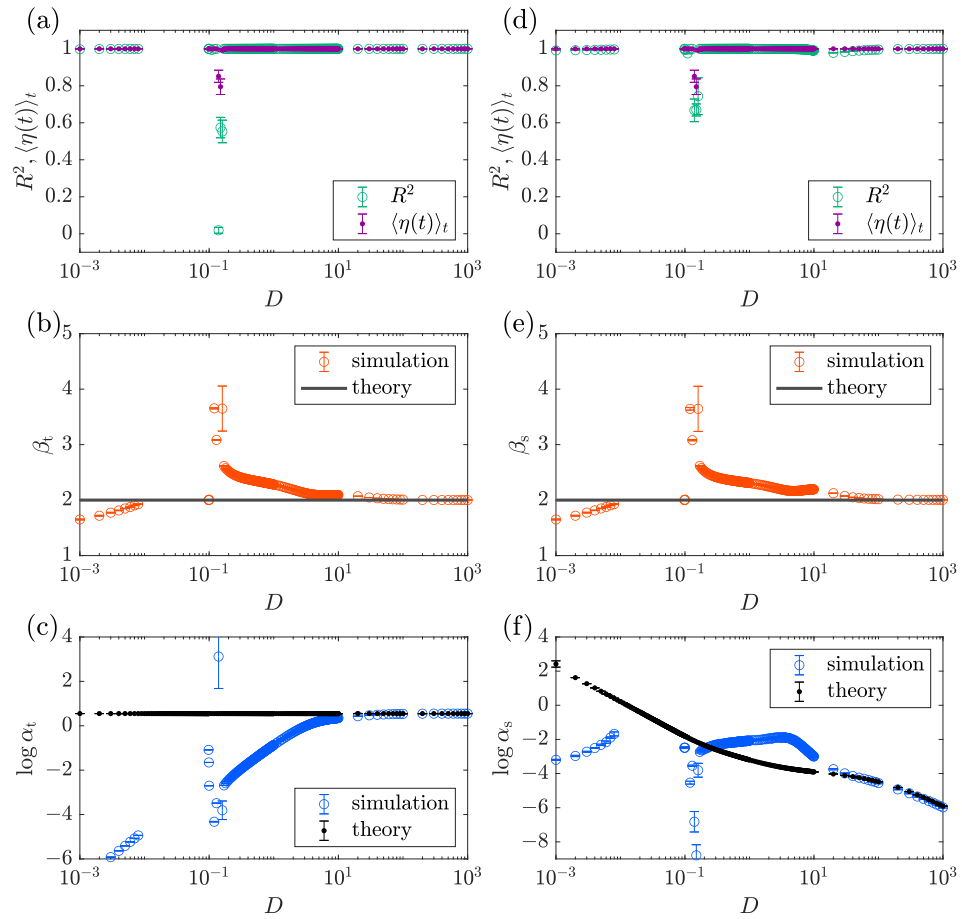 (a)
R², ⟨η(t)⟩ₜ
1
0.8
0.6
0.4
0.2
0
R²
⟨η(t)⟩ₜ
10⁻³ 10⁻¹ 10¹ 10³
D
(d)
R², ⟨η(t)⟩ₜ
1
0.8
0.6
0.4
0.2
0
R²
⟨η(t)⟩ₜ
10⁻³ 10⁻¹ 10¹ 10³
D
(b)
βₜ
5
4
3
2
1
simulation
theory
10⁻³ 10⁻¹ 10¹ 10³
D
(e)
βₛ
5
4
3
2
1
simulation
theory
10⁻³ 10⁻¹ 10¹ 10³
D
(c)
log αₜ
4
2
0
−2
−4
−6
simulation
theory
10⁻³ 10⁻¹ 10¹ 10³
D
(f)
log αₛ
4
2
0
−2
−4
−6
−8
simulation
theory
10⁻³ 10⁻¹ 10¹ 10³
D